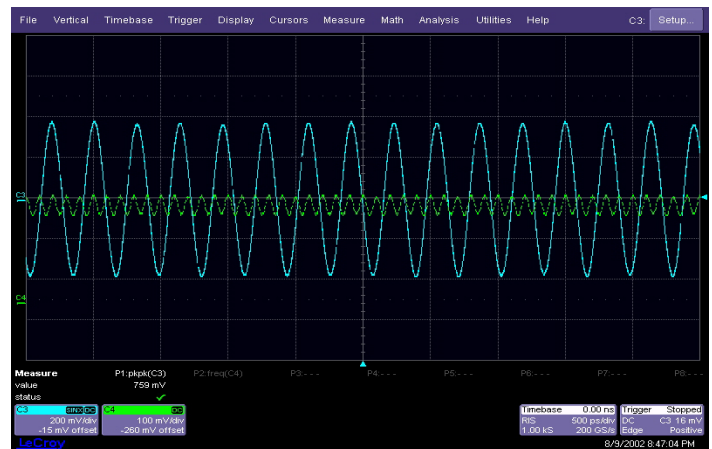 File Vertical Timebase Trigger Display Cursors Measure Math Analysis Utilities Help C3: Setup...
C3
C4
Measure P1:pkpk(C3) P2:freq(C4) P3:- - - P4:- - - P5:- - - P6:- - - P7:- - - P8:- - -
value 759 mV
status
C3 SINX DC C4 DC Timebase 0.00 ns Trigger Stopped
200 mV/div 100 mV/div RIS 500 ps/div DC C3 16 mV
-15 mV offset -260 mV offset 1.00 kS 200 GS/s Edge Positive
LeCroy 8/9/2002 8:47:04 PM